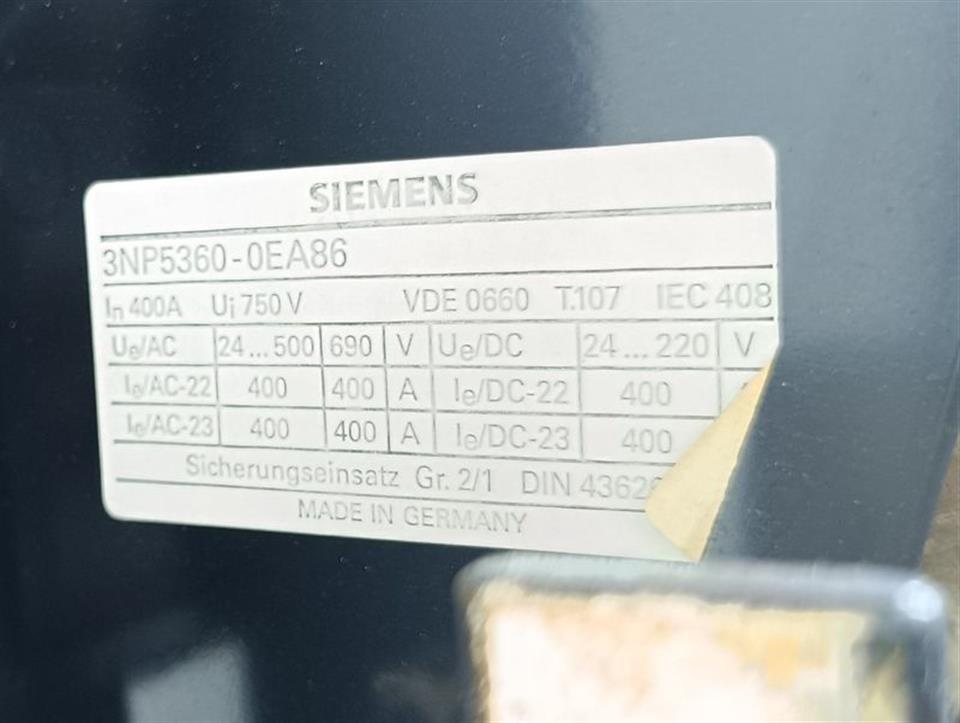 SIEMENS
3NP5360-0EA86
In 400A Ui 750 V VDE 0660 T.107 IEC 408
Ue/AC 24...500 690 V Ue/DC 24...220 V
Ie/AC-22 400 400 A Ie/DC-22 400
Ie/AC-23 400 400 A Ie/DC-23 400
Sicherungseinsatz Gr. 2/1 DIN
MADE IN GERMANY